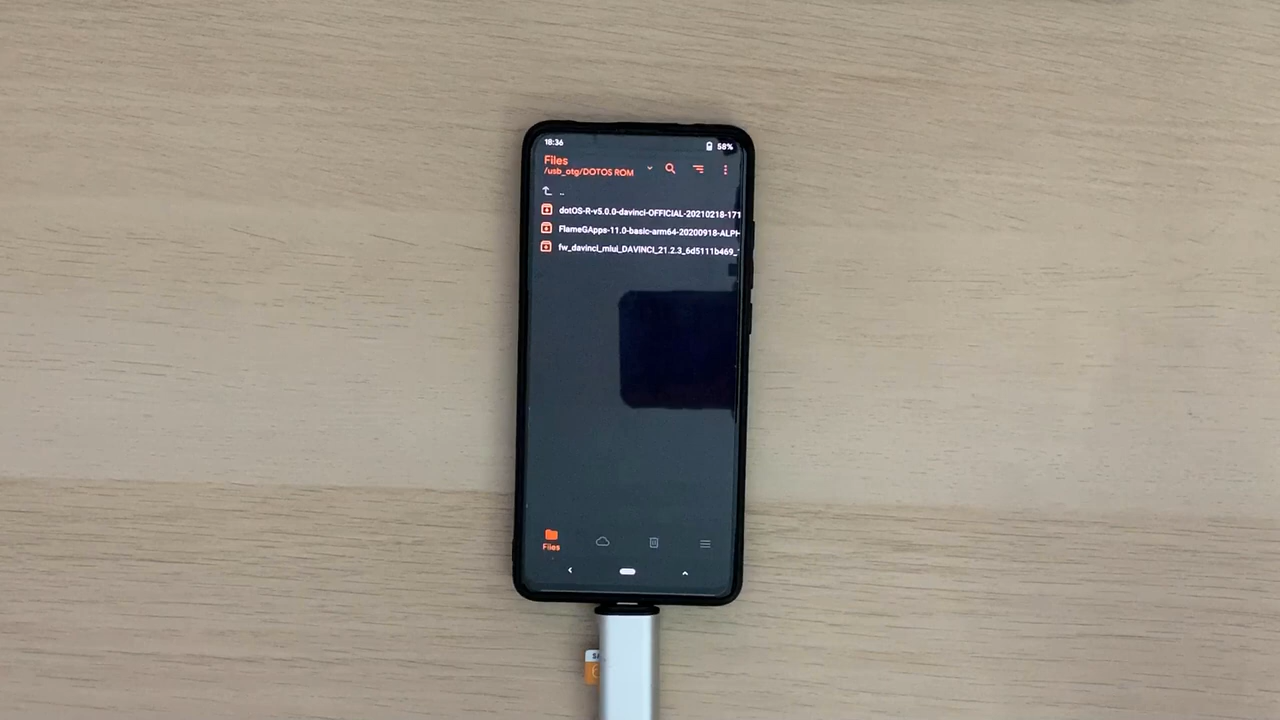 18:36
58%
Files
/usb_otg/DOTOS ROM
..
dotOS-R-v5.0.0-davinci-OFFICIAL-20210218-171
FlameGApps-11.0-basic-arm64-20200918-ALPH
fw_davinci_miui_DAVINCI_21.2.3_6d5111b469_
Files